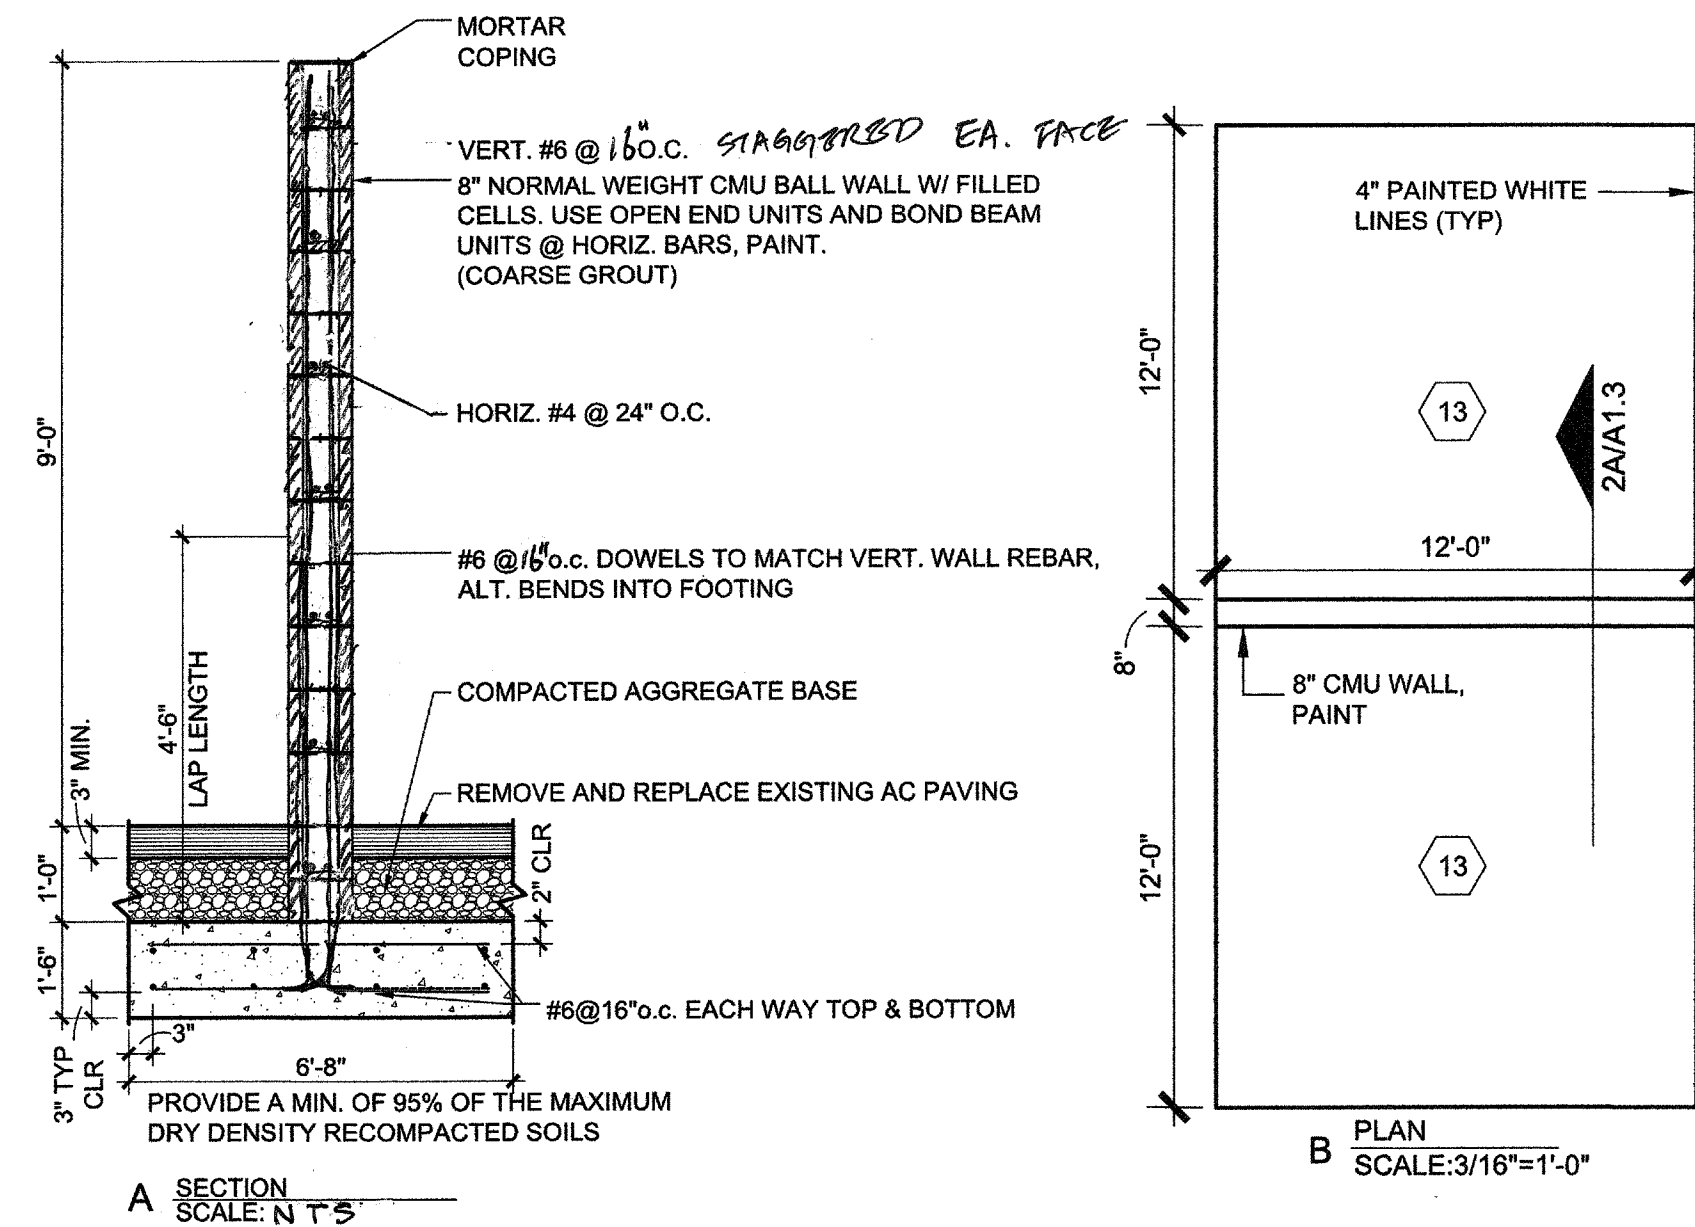 MORTAR
COPING
VERT. #6 @ 16" O.C. STAGGERED EA. FACE
8" NORMAL WEIGHT CMU BALL WALL W/ FILLED
CELLS. USE OPEN END UNITS AND BOND BEAM
UNITS @ HORIZ. BARS, PAINT.
(COARSE GROUT)
9'-0"
HORIZ. #4 @ 24" O.C.
#6 @16"o.c. DOWELS TO MATCH VERT. WALL REBAR,
ALT. BENDS INTO FOOTING
4'-6"
LAP LENGTH
COMPACTED AGGREGATE BASE
3" MIN.
REMOVE AND REPLACE EXISTING AC PAVING
1'-0"
2" CLR
1'-6"
#6@16"o.c. EACH WAY TOP & BOTTOM
3"
3" TYP
CLR
6'-8"
PROVIDE A MIN. OF 95% OF THE MAXIMUM
DRY DENSITY RECOMPACTED SOILS
A SECTION
SCALE: NTS
4" PAINTED WHITE
LINES (TYP)
12'-0"
13
2A/A1.3
12'-0"
8"
8" CMU WALL,
PAINT
12'-0"
13
B PLAN
SCALE:3/16"=1'-0"